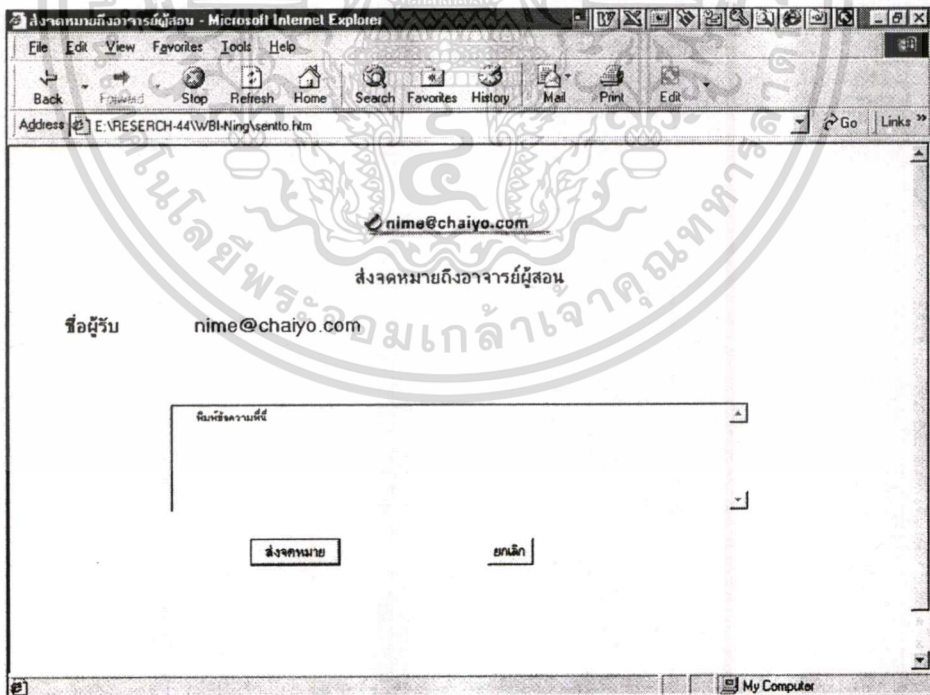 ส่งจดหมายถึงอาจารย์ผู้สอน - Microsoft Internet Explorer
File Edit View Favorites Tools Help
Back Forward Stop Refresh Home Search Favorites History Mail Print Edit
Address E:\RESERCH-44\WBI-Ning\sentto.htm Go Links »
nime@chaiyo.com
ส่งจดหมายถึงอาจารย์ผู้สอน
ชื่อผู้รับ nime@chaiyo.com
พิมพ์ข้อความที่นี่
ส่งจดหมาย ยกเลิก
My Computer